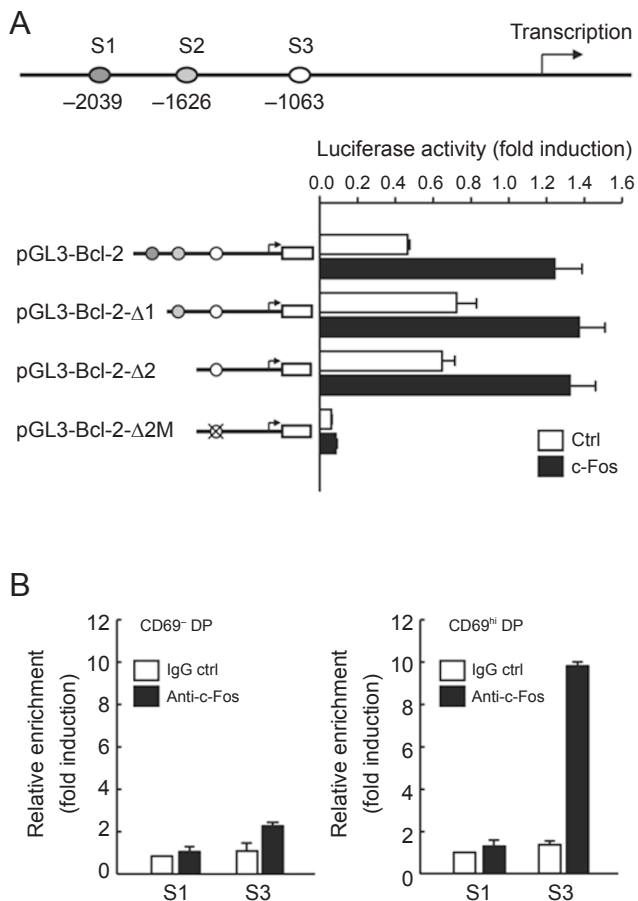 A
S1 S2 S3 Transcription
–2039 –1626 –1063
Luciferase activity (fold induction)
0.0 0.4 0.6 0.8 1.0 1.2 1.4 1.6
pGL3-Bcl-2
pGL3-Bcl-2-Δ1
pGL3-Bcl-2-Δ2
pGL3-Bcl-2-Δ2M
Ctrl
c-Fos
B
Relative enrichment
(fold induction)
12
10
8
6
4
2
0
CD69– DP
IgG ctrl
Anti-c-Fos
S1 S3
Relative enrichment
(fold induction)
12
10
8
6
4
2
0
CD69hi DP
IgG ctrl
Anti-c-Fos
S1 S3